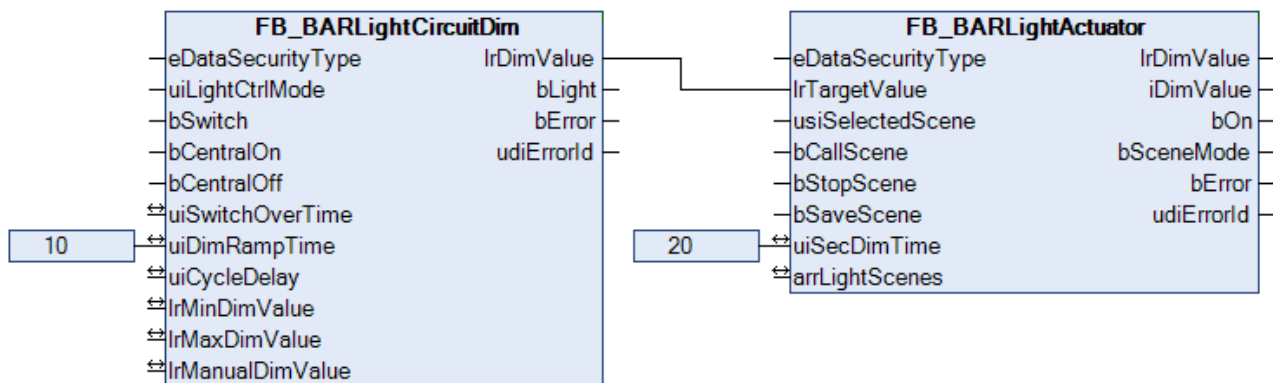 FB_BARLightCircuitDim
eDataSecurityType lrDimValue
uiLightCtrlMode bLight
bSwitch bError
bCentralOn udiErrorId
bCentralOff
uiSwitchOverTime
10 uiDimRampTime
uiCycleDelay
lrMinDimValue
lrMaxDimValue
lrManualDimValue
FB_BARLightActuator
eDataSecurityType lrDimValue
lrTargetValue iDimValue
usiSelectedScene bOn
bCallScene bSceneMode
bStopScene bError
bSaveScene udiErrorId
20 uiSecDimTime
arrLightScenes